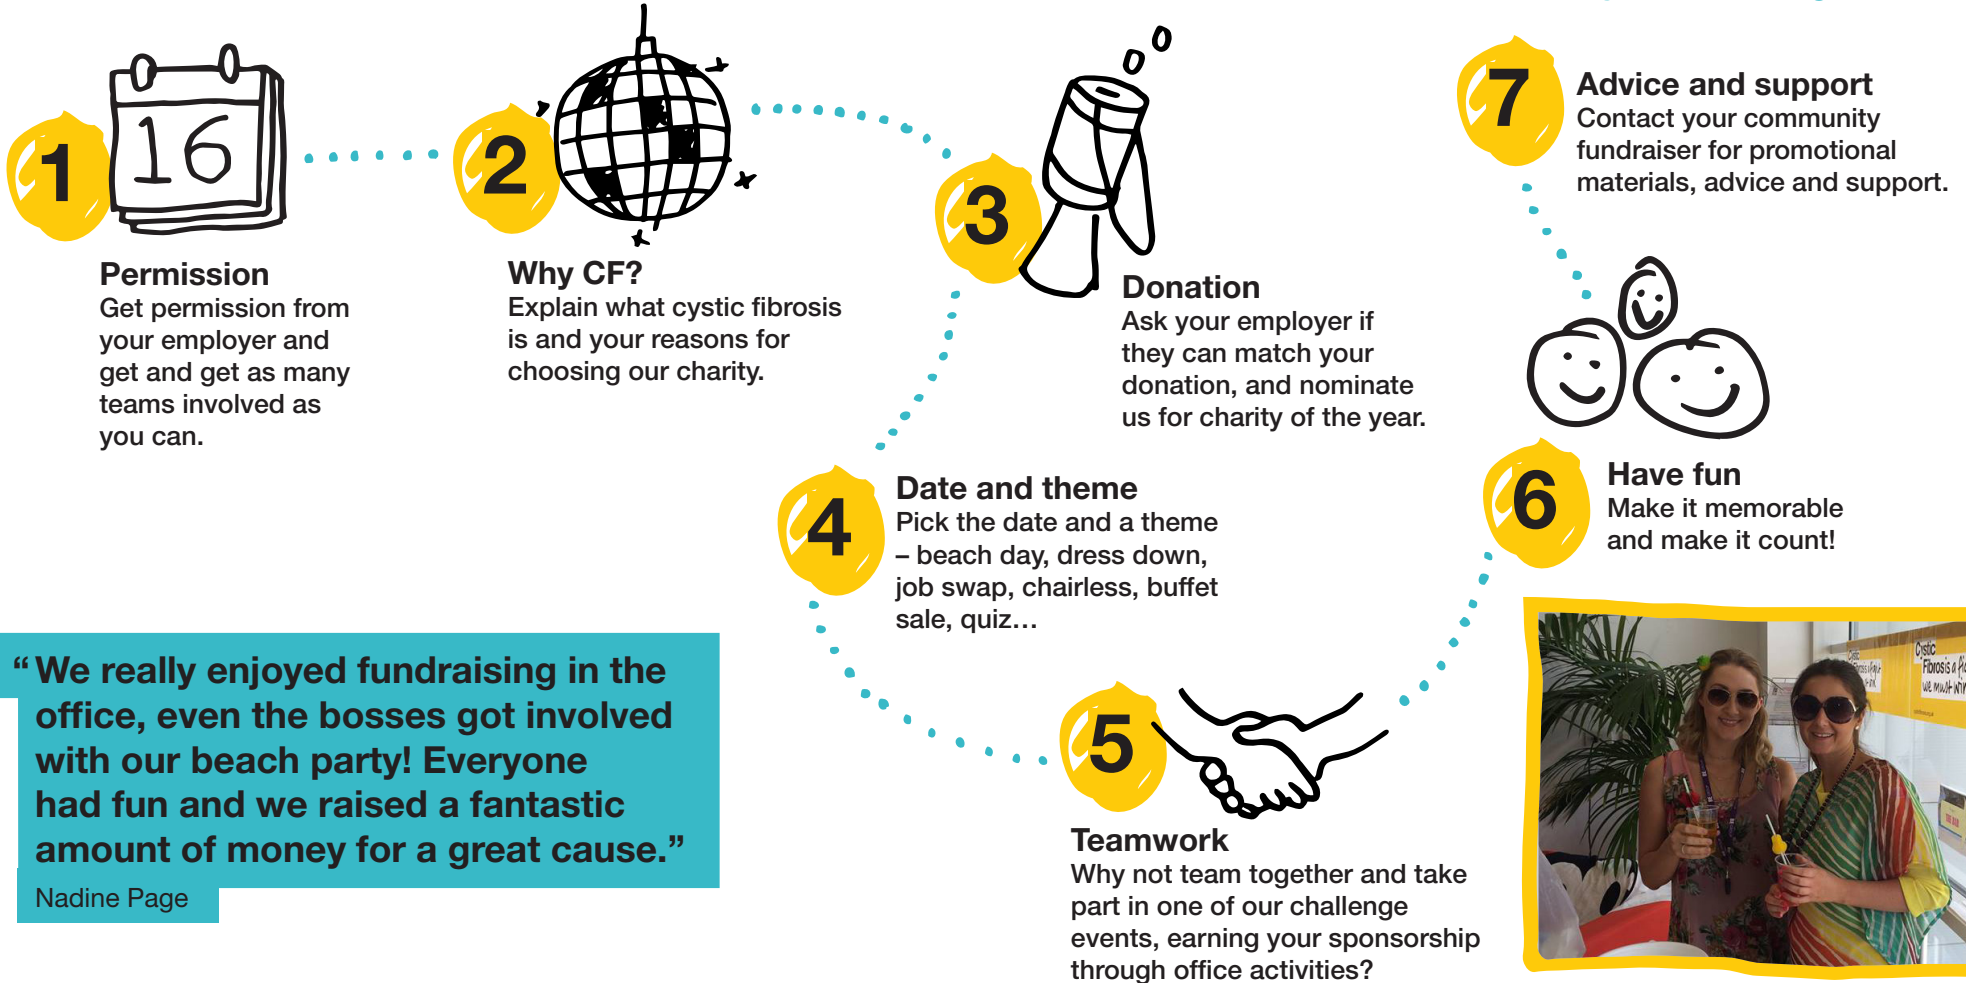 1
16
Permission
Get permission from
your employer and
get and get as many
teams involved as
you can.
2
Why CF?
Explain what cystic fibrosis
is and your reasons for
choosing our charity.
3
Donation
Ask your employer if
they can match your
donation, and nominate
us for charity of the year.
4
Date and theme
Pick the date and a theme
– beach day, dress down,
job swap, chairless, buffet
sale, quiz…
5
Teamwork
Why not team together and take
part in one of our challenge
events, earning your sponsorship
through office activities?
6
Have fun
Make it memorable
and make it count!
7
Advice and support
Contact your community
fundraiser for promotional
materials, advice and support.
“We really enjoyed fundraising in the
office, even the bosses got involved
with our beach party! Everyone
had fun and we raised a fantastic
amount of money for a great cause.”
Nadine Page
Cystic
Fibrosis a
we must